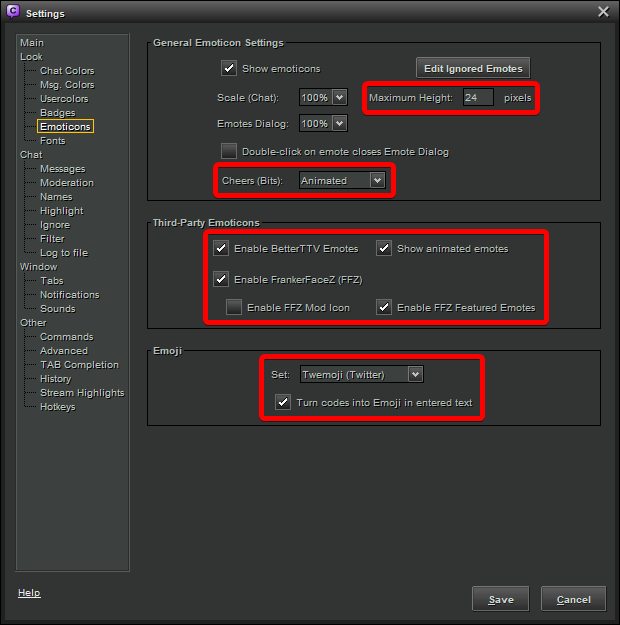 Settings
Main
Look
Chat Colors
Msg. Colors
Usercolors
Badges
Emoticons
Fonts
Chat
Messages
Moderation
Names
Highlight
Ignore
Filter
Log to file
Window
Tabs
Notifications
Sounds
Other
Commands
Advanced
TAB Completion
History
Stream Highlights
Hotkeys
General Emoticon Settings
Show emoticons
Edit Ignored Emotes
Scale (Chat): 100% Maximum Height: 24 pixels
Emotes Dialog: 100%
Double-click on emote closes Emote Dialog
Cheers (Bits): Animated
Third-Party Emoticons
Enable BetterTTV Emotes Show animated emotes
Enable FrankerFaceZ (FFZ)
Enable FFZ Mod Icon Enable FFZ Featured Emotes
Emoji
Set: Twemoji (Twitter)
Turn codes into Emoji in entered text
Help
Save Cancel